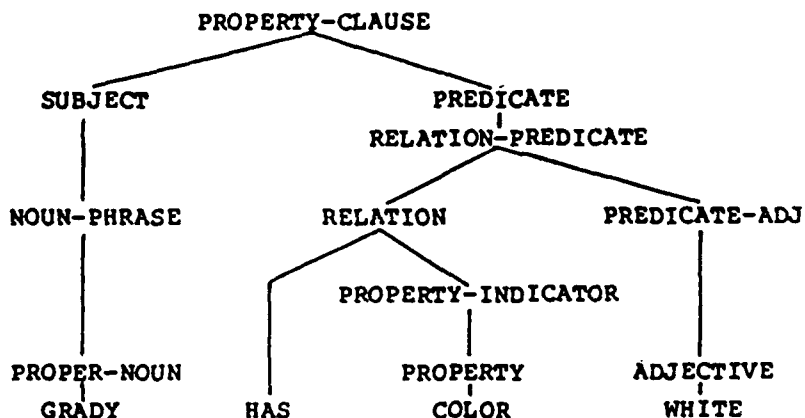 PROPERTY-CLAUSE
SUBJECT PREDICATE
RELATION-PREDICATE
NOUN-PHRASE RELATION PREDICATE-ADJ
PROPERTY-INDICATOR
PROPER-NOUN PROPERTY ADJECTIVE
GRADY HAS COLOR WHITE